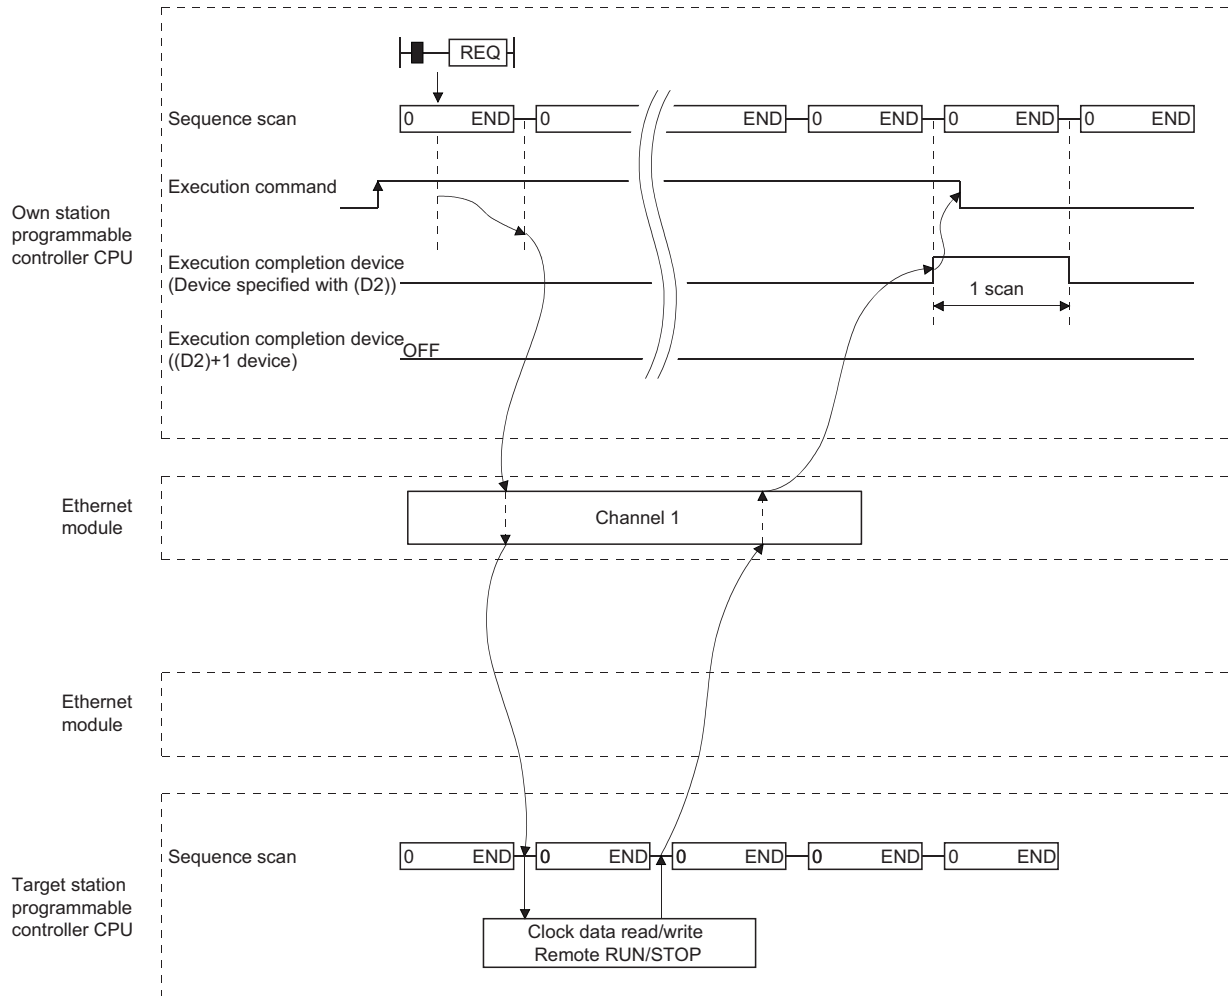 REQ
Sequence scan
0 END 0 END 0 END 0 END 0 END
Execution command
Own station
programmable
controller CPU
Execution completion device
(Device specified with (D2))
1 scan
Execution completion device
((D2)+1 device)
OFF
Ethernet
module
Channel 1
Ethernet
module
Sequence scan
0 END 0 END 0 END 0 END 0 END
Target station
programmable
controller CPU
Clock data read/write
Remote RUN/STOP